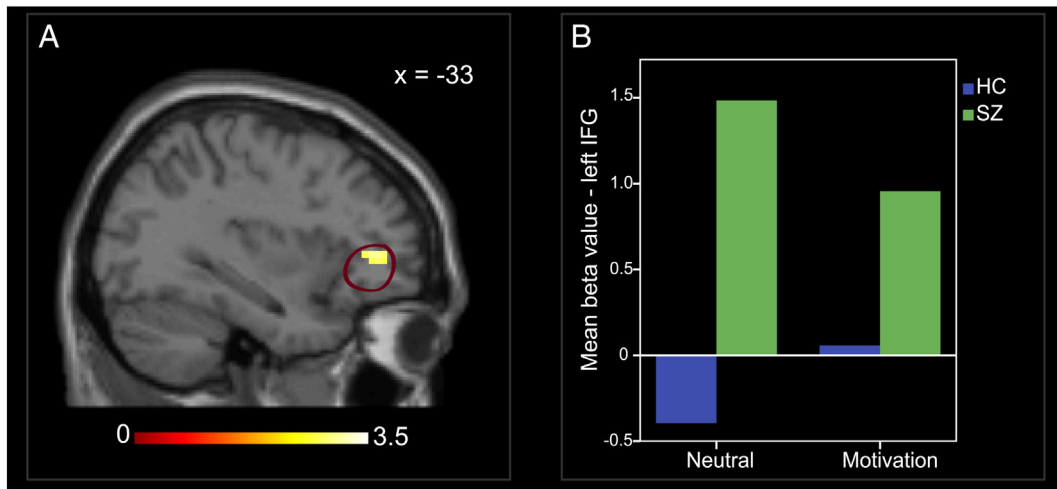 A
x = -33
0
3.5
B
HC
SZ
Mean beta value - left IFG
1.5
1.0
0.5
0
-0.5
Neutral
Motivation